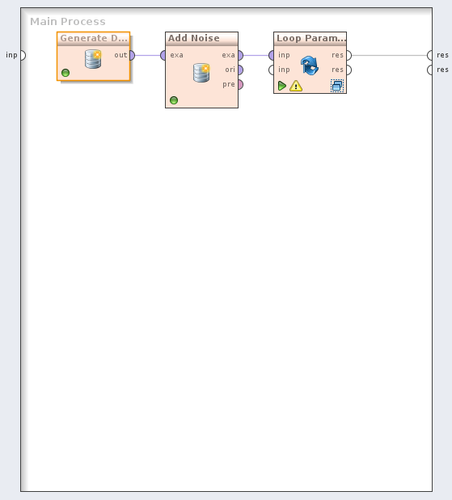 Main Process
Generate D... Add Noise Loop Param...
inp out exa exa inp res res
ori inp res res
pre